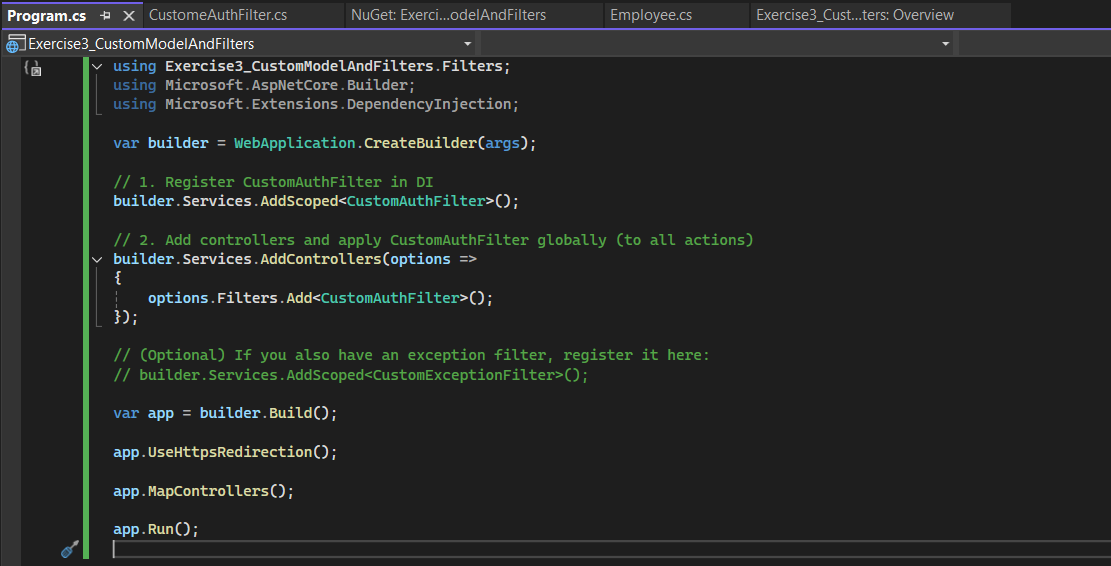 Program.cs
CustomeAuthFilter.cs
NuGet: Exerci...odelAndFilters
Employee.cs
Exercise3_Cust...ters: Overview
Exercise3_CustomModelAndFilters
using Exercise3_CustomModelAndFilters.Filters;
using Microsoft.AspNetCore.Builder;
using Microsoft.Extensions.DependencyInjection;
var builder = WebApplication.CreateBuilder(args);
// 1. Register CustomAuthFilter in DI
builder.Services.AddScoped<CustomAuthFilter>();
// 2. Add controllers and apply CustomAuthFilter globally (to all actions)
builder.Services.AddControllers(options =>
{
    options.Filters.Add<CustomAuthFilter>();
});
// (Optional) If you also have an exception filter, register it here:
// builder.Services.AddScoped<CustomExceptionFilter>();
var app = builder.Build();
app.UseHttpsRedirection();
app.MapControllers();
app.Run();